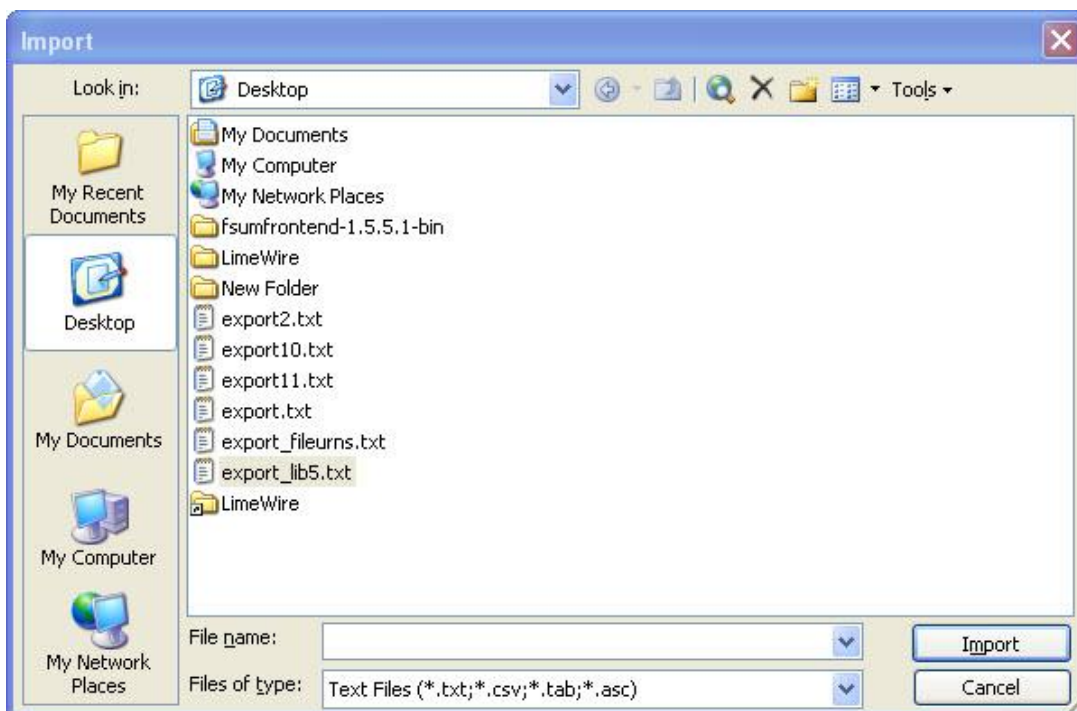 Import
Look in:
Desktop
Tools
My Recent
Documents
Desktop
My Documents
My Computer
My Network
Places
My Documents
My Computer
My Network Places
fsumfrontend-1.5.5.1-bin
LimeWire
New Folder
export2.txt
export10.txt
export11.txt
export.txt
export_fileurns.txt
export_lib5.txt
LimeWire
File name:
Import
Files of type:
Text Files (*.txt;*.csv;*.tab;*.asc)
Cancel